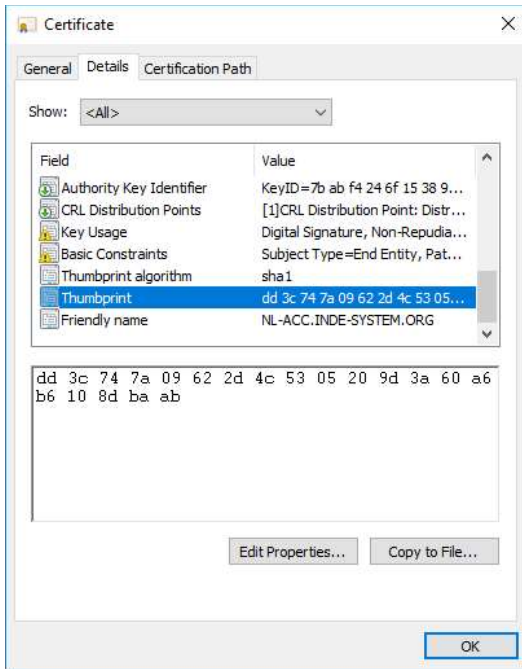 Certificate
General Details Certification Path
Show: <All>
Field Value
Authority Key Identifier KeyID=7b ab f4 24 6f 15 38 9...
CRL Distribution Points [1]CRL Distribution Point: Distr...
Key Usage Digital Signature, Non-Repudia...
Basic Constraints Subject Type=End Entity, Pat...
Thumbprint algorithm sha1
Thumbprint dd 3c 74 7a 09 62 2d 4c 53 05...
Friendly name NL-ACC.INDE-SYSTEM.ORG
dd 3c 74 7a 09 62 2d 4c 53 05 20 9d 3a 60 a6
b6 10 8d ba ab
Edit Properties... Copy to File...
OK